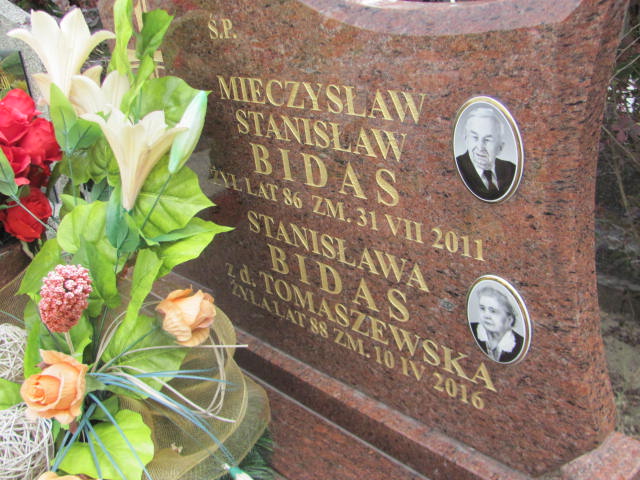 Ś.P.
MIECZYSŁAW
STANISŁAW
BIDAS
ŻYŁ LAT 86 ZM. 31 VII 2011
STANISŁAWA
BIDAS
z d. TOMASZEWSKA
ŻYŁA LAT 88 ZM. 10 IV 2016